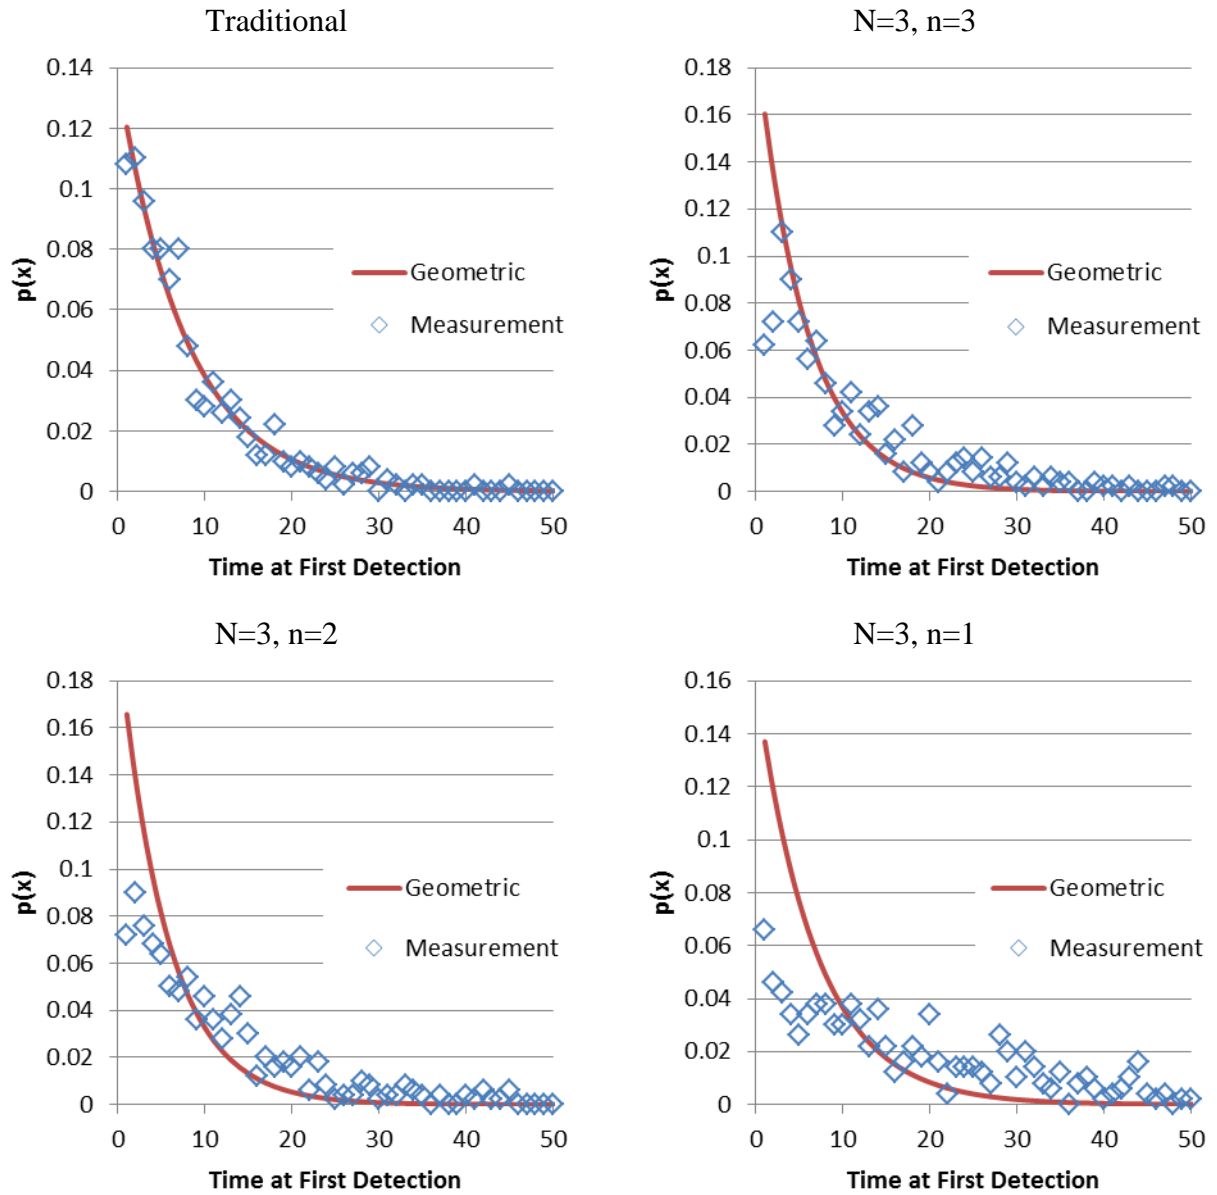 Traditional
0.14
0.12
0.1
0.08
0.06
0.04
0.02
0
p(x)
Geometric
Measurement
0 10 20 30 40 50
Time at First Detection
N=3, n=3
0.18
0.16
0.14
0.12
0.1
0.08
0.06
0.04
0.02
0
p(x)
Geometric
Measurement
0 10 20 30 40 50
Time at First Detection
N=3, n=2
0.18
0.16
0.14
0.12
0.1
0.08
0.06
0.04
0.02
0
p(x)
Geometric
Measurement
0 10 20 30 40 50
Time at First Detection
N=3, n=1
0.16
0.14
0.12
0.1
0.08
0.06
0.04
0.02
0
p(x)
Geometric
Measurement
0 10 20 30 40 50
Time at First Detection